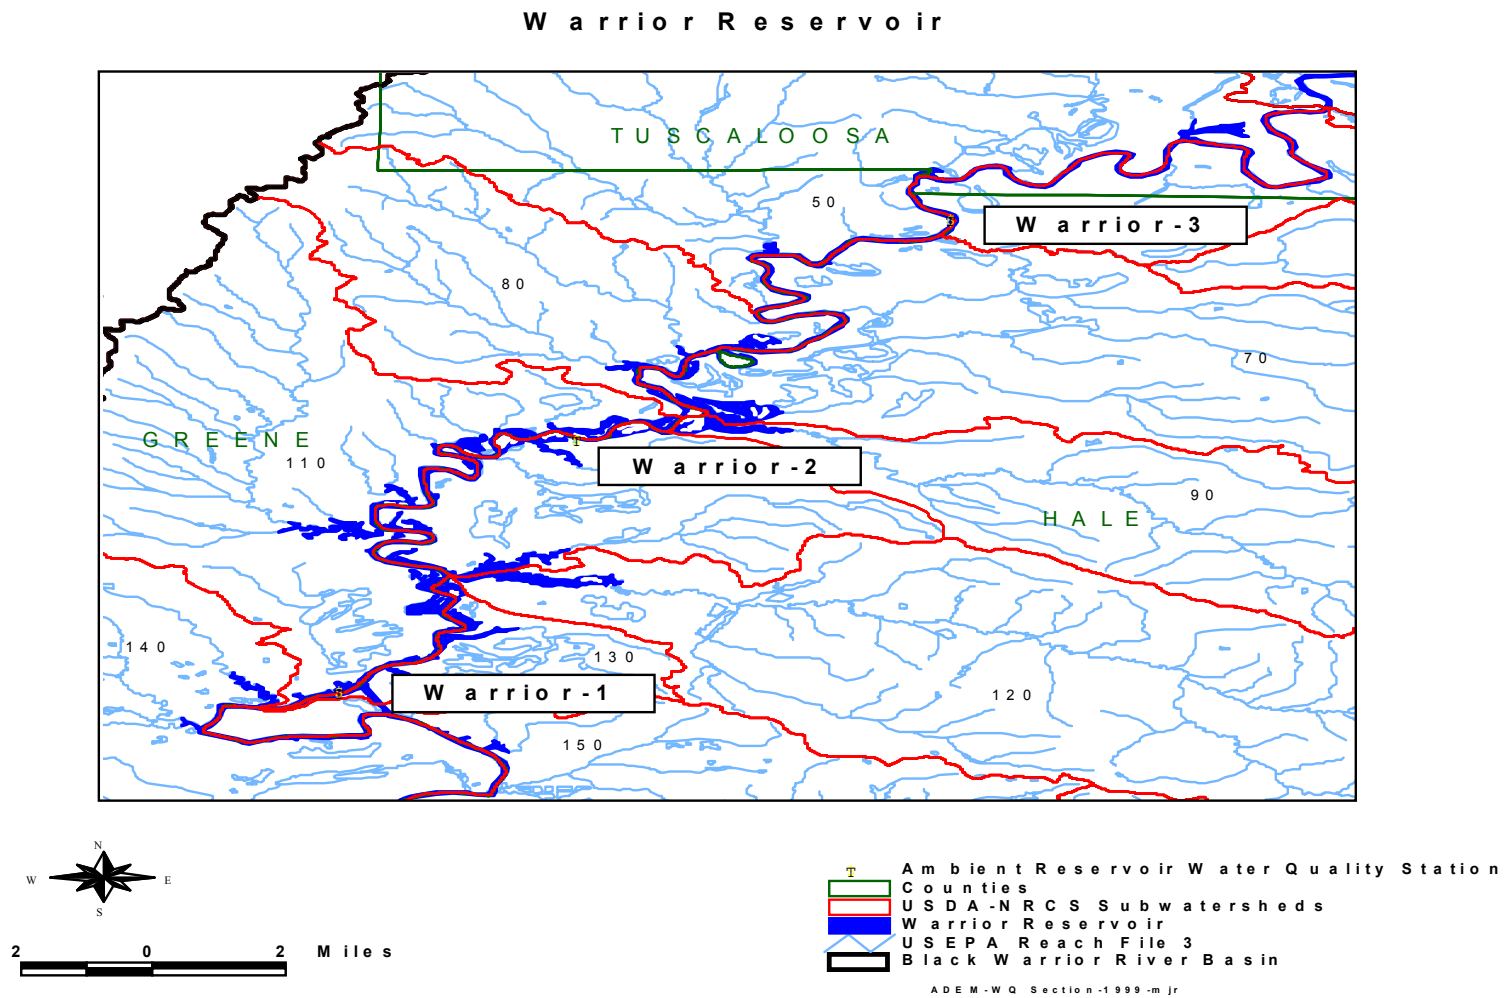 Warrior Reservoir
TUSCALOOSA
50
Warrior-3
80
70
T
GREENE
110
Warrior-2
90
HALE
140
130
S
Warrior-1
120
150
N
W E
S
T Ambient Reservoir Water Quality Station
Counties
USDA-NRCS Subwatersheds
Warrior Reservoir
USEPA Reach File 3
Black Warrior River Basin
2 0 2 Miles
ADEM-WQ Section-1999-mjr